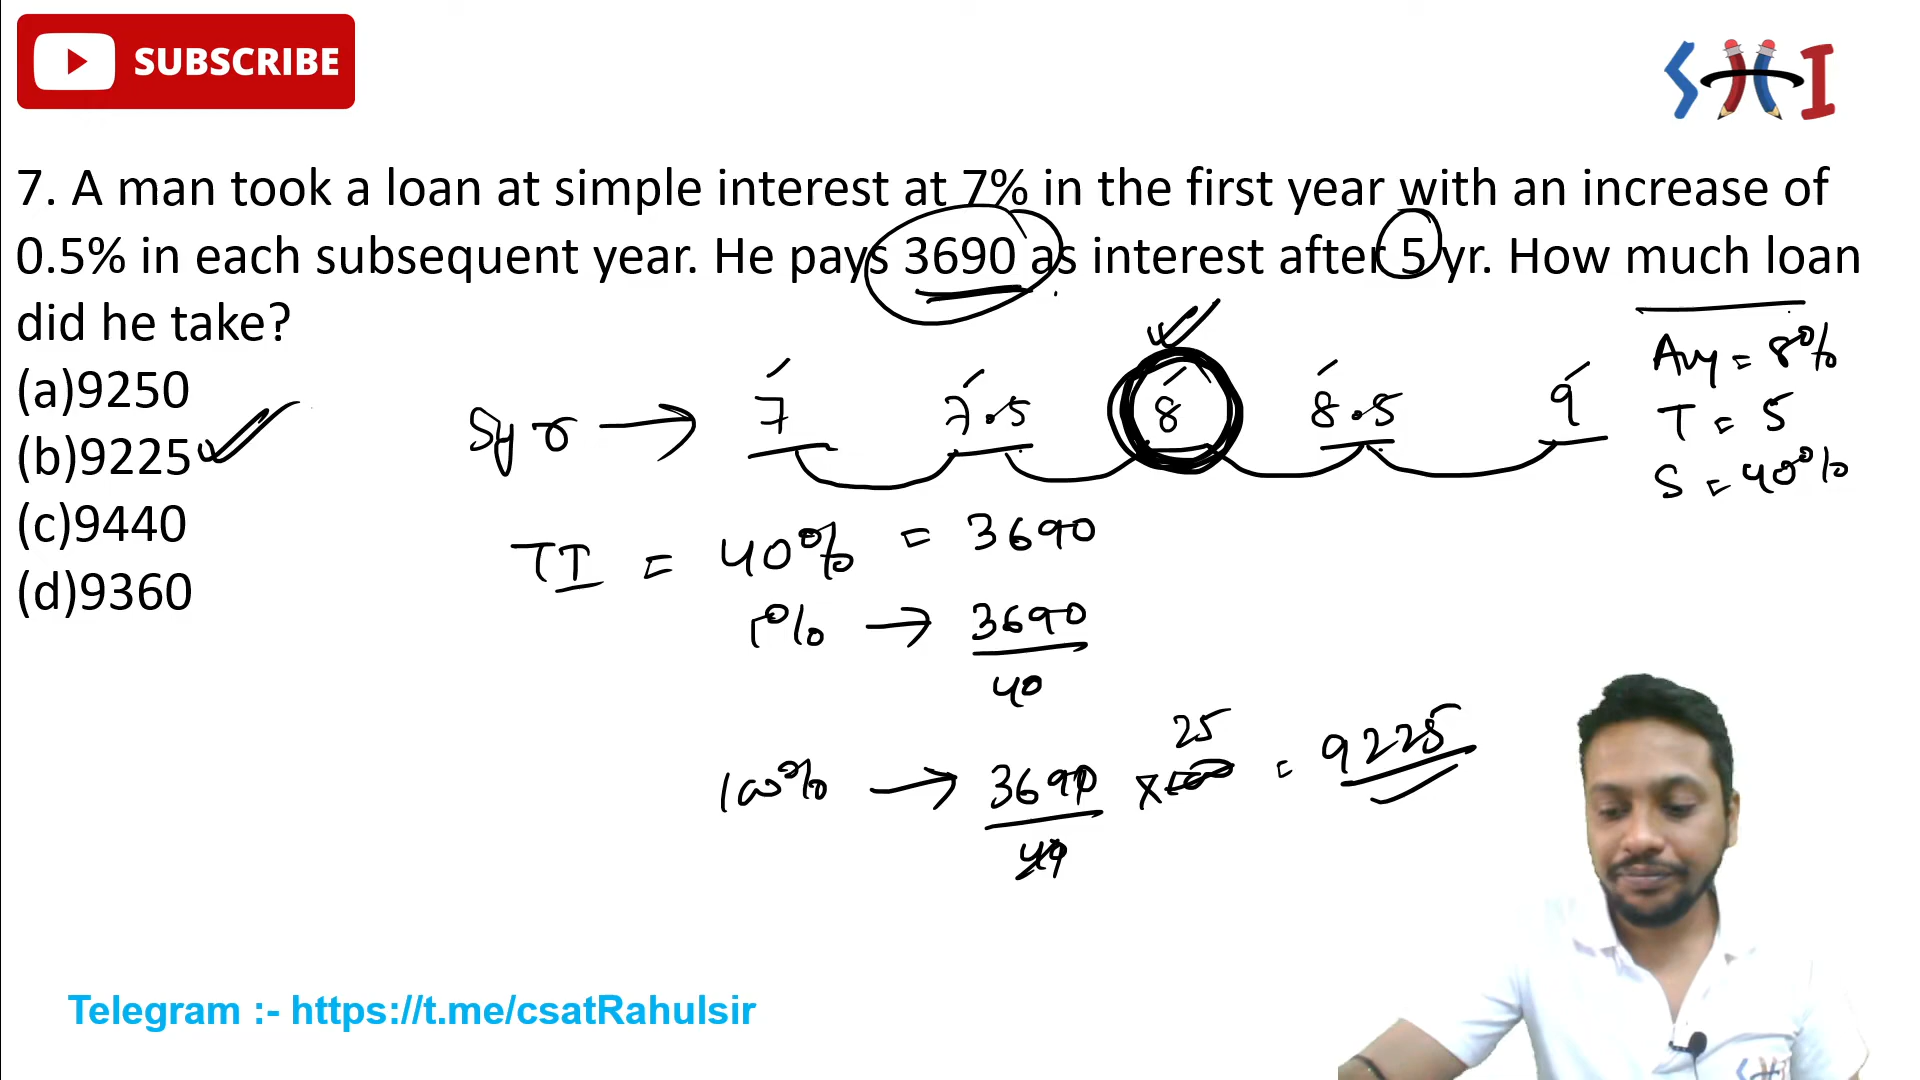 SUBSCRIBE
SHI
7. A man took a loan at simple interest at 7% in the first year with an increase of
0.5% in each subsequent year. He pays 3690 as interest after 5 yr. How much loan
did he take?
(a)9250
(b)9225
(c)9440
(d)9360
5yr → 7 7.5 8 8.5 9
Avg = 8%
T = 5
S = 40%
TI = 40% = 3690
1% → 3690
40
100% → 3690 × 100 = 9225
25
40
Telegram :- https://t.me/csatRahulsir